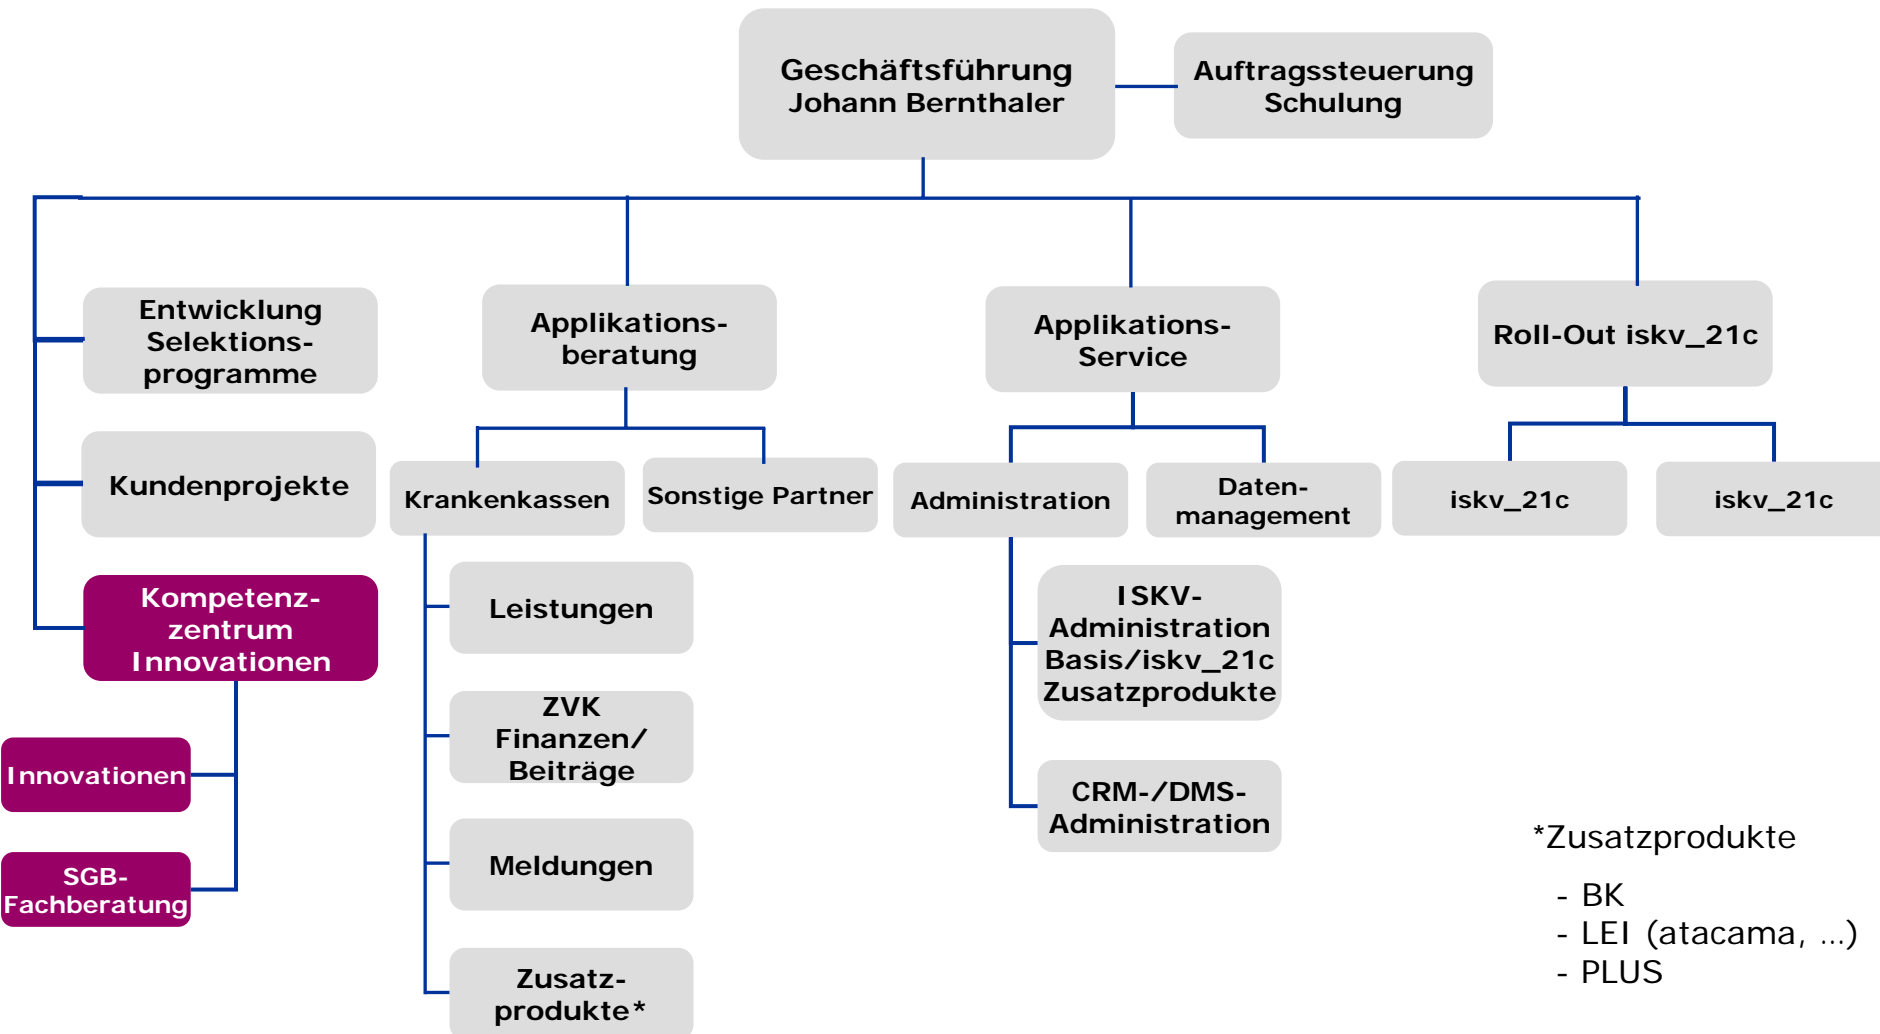 Geschäftsführung
Johann Bernthaler
Auftragssteuerung
Schulung
Entwicklung
Selektions-
programme
Applikations-
beratung
Applikations-
Service
Roll-Out iskv_21c
Kundenprojekte
Krankenkassen
Sonstige Partner
Administration
Daten-
management
iskv_21c
iskv_21c
Kompetenz-
zentrum
Innovationen
Leistungen
ISKV-
Administration
Basis/iskv_21c
Zusatzprodukte
Innovationen
ZVK
Finanzen/
Beiträge
CRM-/DMS-
Administration
SGB-
Fachberatung
Meldungen
Zusatz-
produkte*
*Zusatzprodukte
- BK
- LEI (atacama, …)
- PLUS